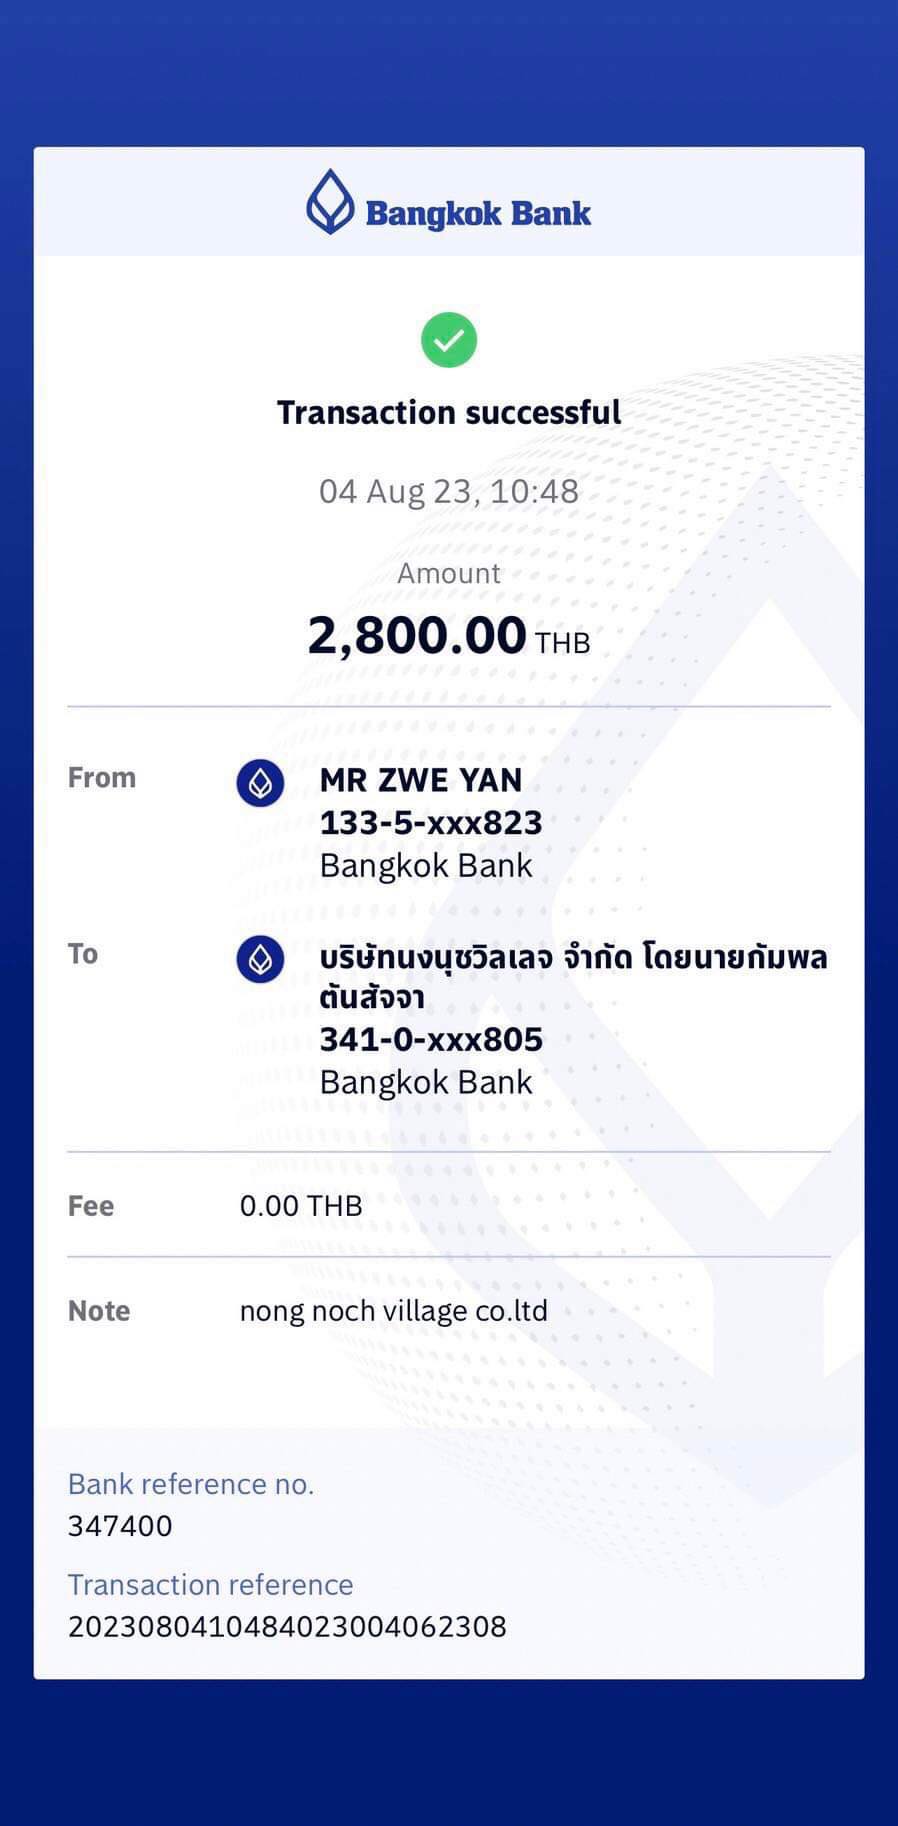 Bangkok Bank
Transaction successful
04 Aug 23, 10:48
Amount
2,800.00 THB
From
MR ZWE YAN
133-5-xxx823
Bangkok Bank
To
บริษัทนงนุชวิลเลจ จำกัด โดยนายกัมพล
ตันสัจจา
341-0-xxx805
Bangkok Bank
Fee
0.00 THB
Note
nong noch village co.ltd
Bank reference no.
347400
Transaction reference
2023080410484023004062308